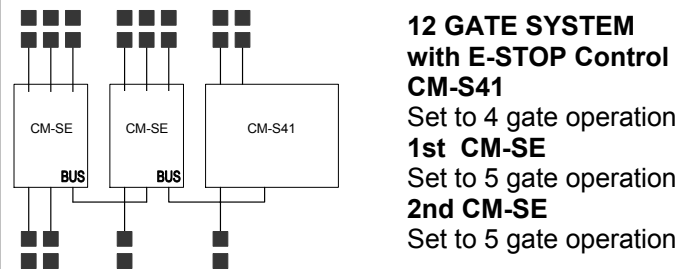 CM-SE
BUS
CM-SE
BUS
CM-S41
12 GATE SYSTEM
with E-STOP Control
CM-S41
Set to 4 gate operation
1st CM-SE
Set to 5 gate operation
2nd CM-SE
Set to 5 gate operation